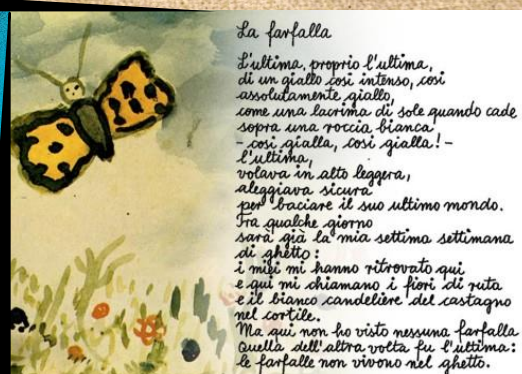 La farfalla
L'ultima, proprio l'ultima,
di un giallo così intenso, così
assolutamente giallo,
come una lacrima di sole quando cade
sopra una roccia bianca
- così gialla, così gialla! -
l'ultima,
volava in alto leggera,
aleggiava sicura
per baciare il suo ultimo mondo.
Fra qualche giorno
sarà già la mia settima settimana
di ghetto:
i miei mi hanno ritrovato qui
e qui mi chiamano i fiori di ruta
e il bianco candeliere del castagno
nel cortile.
Ma qui non ho visto nessuna farfalla
Quella dell'altra volta fu l'ultima:
le farfalle non vivono nel ghetto.